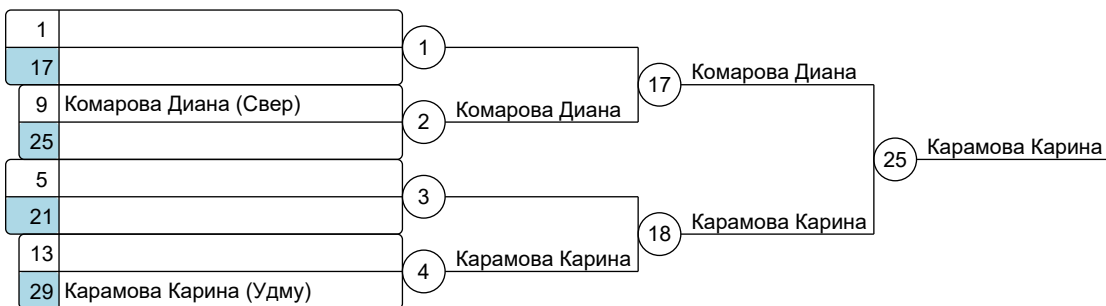 1
17
1
9 Комарова Диана (Свер)
25
2
Комарова Диана
17
Комарова Диана
5
21
3
13
29 Карамова Карина (Удму)
4
Карамова Карина
18
Карамова Карина
25
Карамова Карина